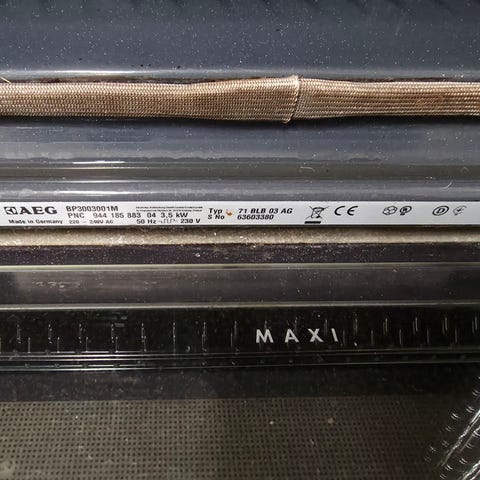 AEG BP3003001M
PNC 944 185 883 04 3,5 kW Typ 71 BLB 03 AG CE
Made in Germany 220 - 240V AC 50 Hz 230 V S No 63603380
MAXI